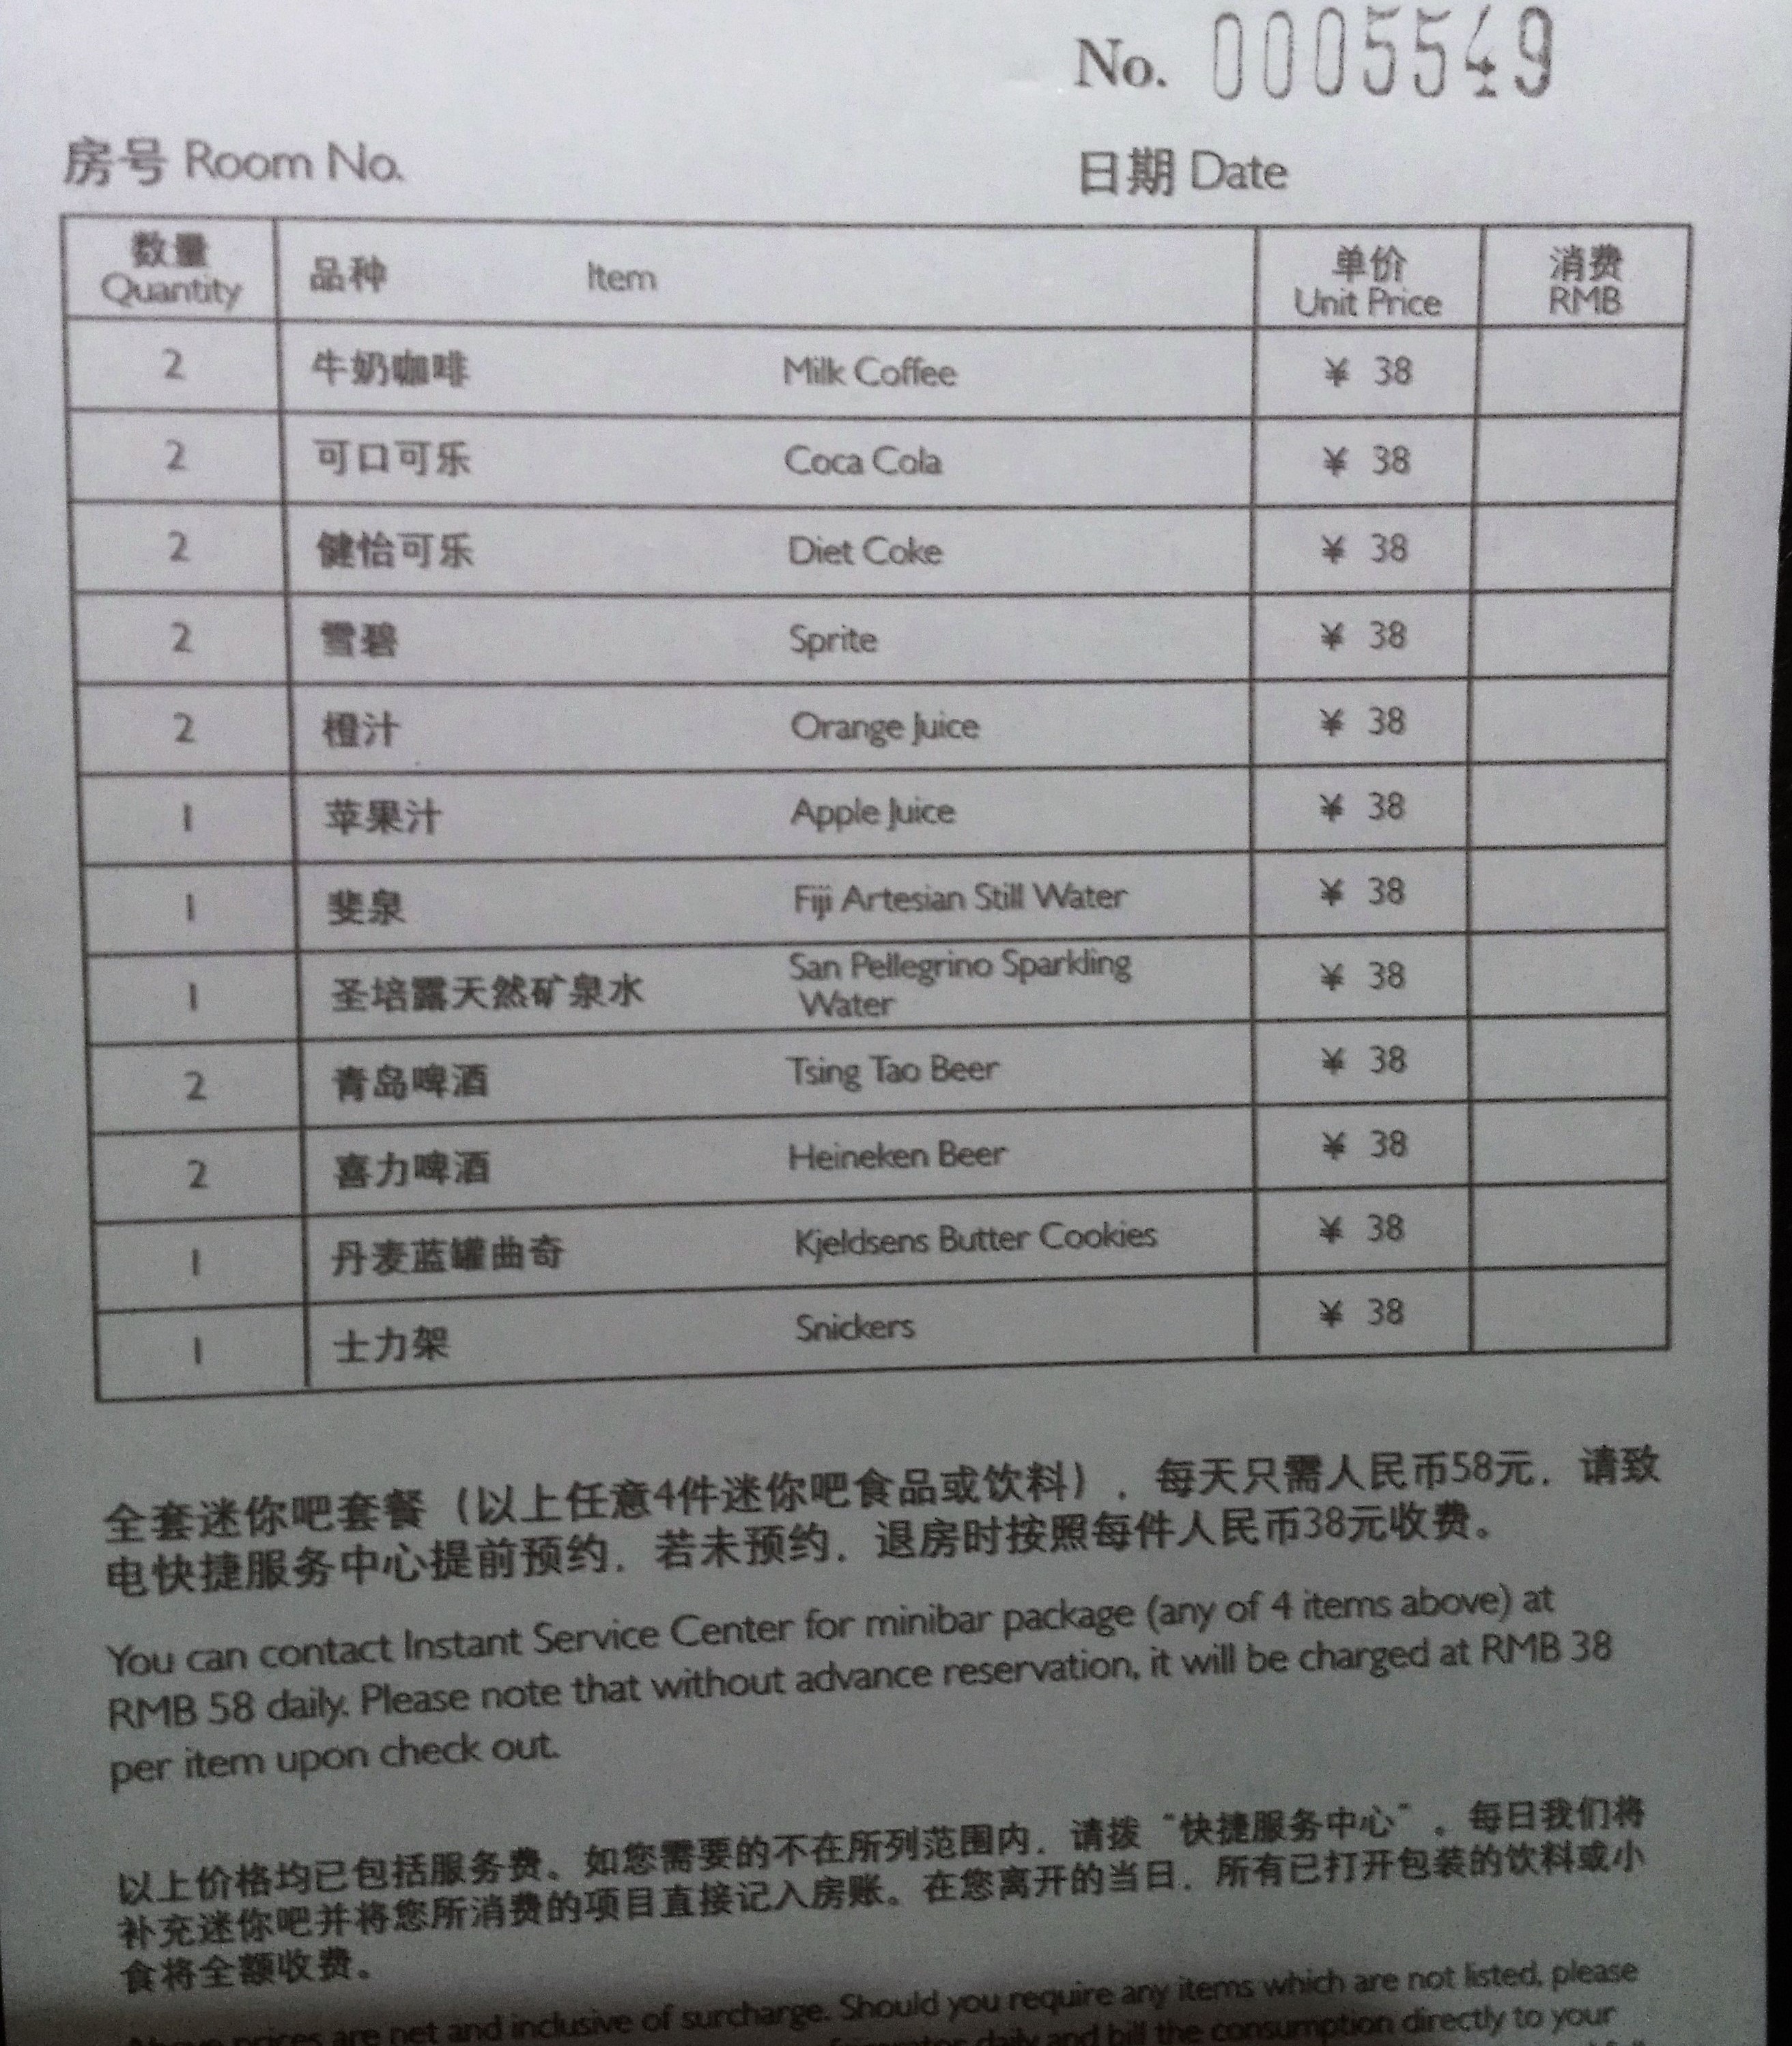 No. 0005549
房号 Room No. 日期 Date
数量 Quantity 品种 Item 单价 Unit Price 消费 RMB
2 牛奶咖啡 Milk Coffee ¥ 38
2 可口可乐 Coca Cola ¥ 38
2 健怡可乐 Diet Coke ¥ 38
2 雪碧 Sprite ¥ 38
2 橙汁 Orange Juice ¥ 38
1 苹果汁 Apple Juice ¥ 38
1 斐泉 Fiji Artesian Still Water ¥ 38
1 圣培露天然矿泉水 San Pellegrino Sparkling Water ¥ 38
2 青岛啤酒 Tsing Tao Beer ¥ 38
2 喜力啤酒 Heineken Beer ¥ 38
1 丹麦蓝罐曲奇 Kjeldsens Butter Cookies ¥ 38
1 士力架 Snickers ¥ 38
全套迷你吧套餐（以上任意4件迷你吧食品或饮料），每天只需人民币58元，请致
电快捷服务中心提前预约，若未预约，退房时按照每件人民币38元收费。
You can contact Instant Service Center for minibar package (any of 4 items above) at
RMB 58 daily. Please note that without advance reservation, it will be charged at RMB 38
per item upon check out.
以上价格均已包括服务费。如您需要的不在所列范围内，请拨“快捷服务中心”。每日我们将
补充迷你吧并将您所消费的项目直接记入房账。在您离开的当日，所有已打开包装的饮料或小
食将全额收费。
Above prices are net and inclusive of surcharge. Should you require any items which are not listed, please
daily and bill the consumption directly to your